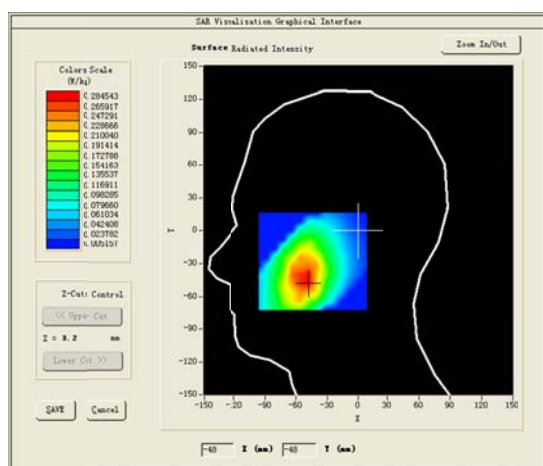 SAR Visualisation Graphical Interface
Surface Radiated Intensity
Zoom In/Out
Colors Scale
(W/kg)
0.284543
0.265917
0.247291
0.228666
0.210040
0.191414
0.172788
0.154163
0.135537
0.116911
0.098285
0.079660
0.061034
0.042408
0.023782
0.005157
150
120
90
60
30
0
-30
-60
-90
-120
-150
Y
-150 -120 -90 -60 -30 0 30 60 90 120 150
X
Z-Cut: Control
<< Upper Cut
Z = 3.2 mm
Lower Cut >>
SAVE Cancel
-48 X (mm) -48 Y (mm)